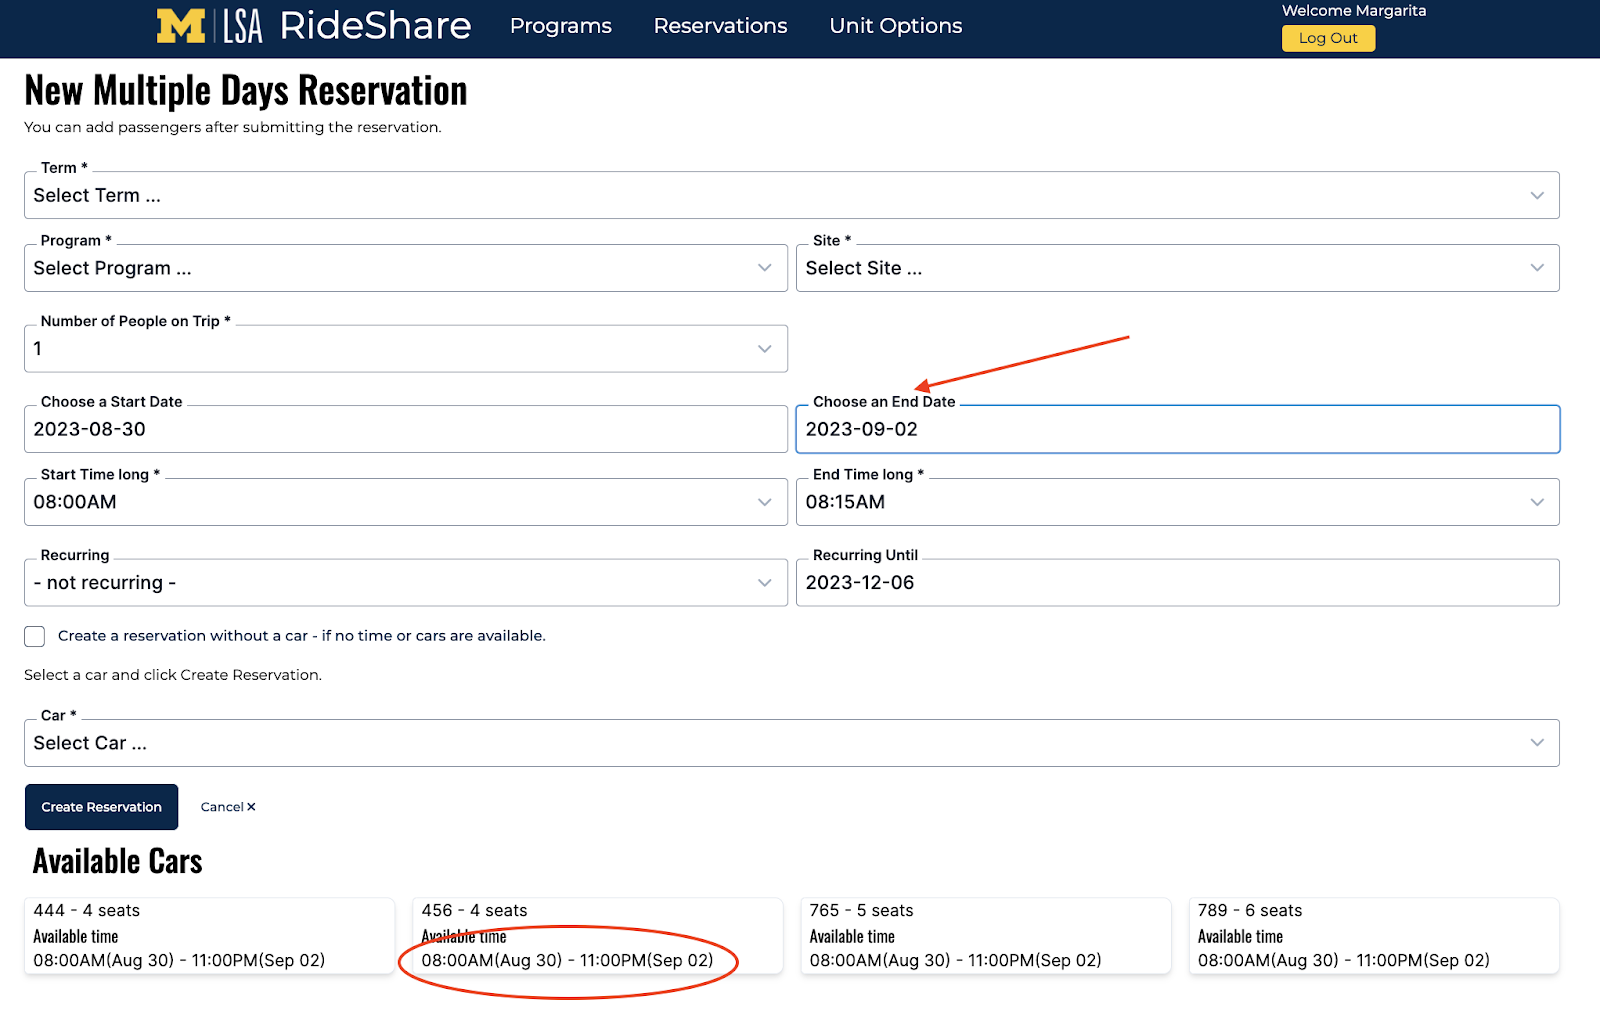 M LSA RideShare Programs Reservations Unit Options Welcome Margarita
Log Out
New Multiple Days Reservation
You can add passengers after submitting the reservation.
Term *
Select Term ...
Program * Site *
Select Program ... Select Site ...
Number of People on Trip *
1
Choose a Start Date Choose an End Date
2023-08-30 2023-09-02
Start Time long * End Time long *
08:00AM 08:15AM
Recurring Recurring Until
- not recurring - 2023-12-06
Create a reservation without a car - if no time or cars are available.
Select a car and click Create Reservation.
Car *
Select Car ...
Create Reservation Cancel ×
Available Cars
444 - 4 seats 456 - 4 seats 765 - 5 seats 789 - 6 seats
Available time Available time Available time Available time
08:00AM(Aug 30) - 11:00PM(Sep 02) 08:00AM(Aug 30) - 11:00PM(Sep 02) 08:00AM(Aug 30) - 11:00PM(Sep 02) 08:00AM(Aug 30) - 11:00PM(Sep 02)